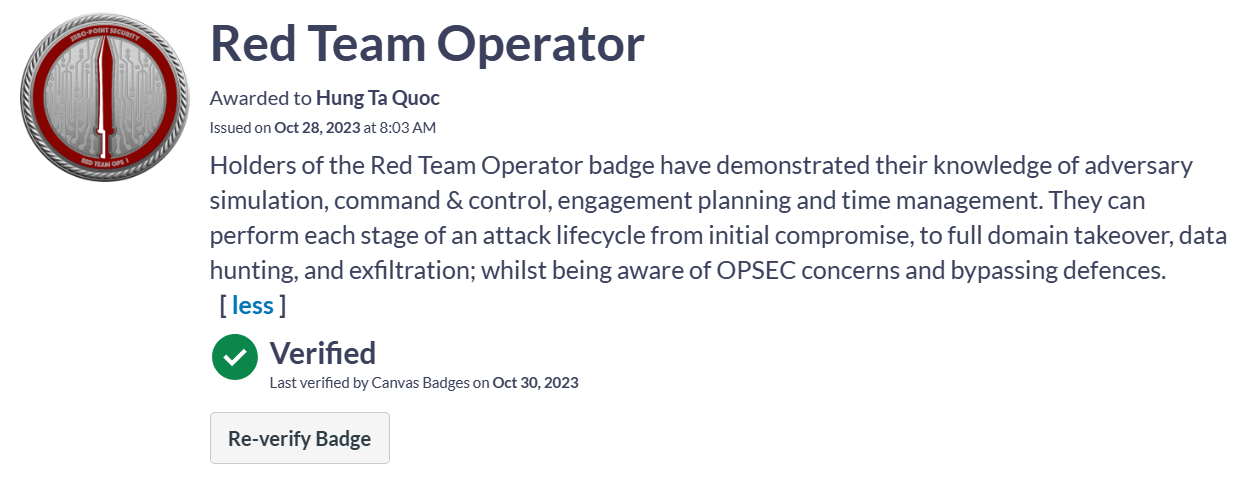 ZERO-POINT SECURITY
RED TEAM OPS 1
Red Team Operator
Awarded to Hung Ta Quoc
Issued on Oct 28, 2023 at 8:03 AM
Holders of the Red Team Operator badge have demonstrated their knowledge of adversary
simulation, command & control, engagement planning and time management. They can
perform each stage of an attack lifecycle from initial compromise, to full domain takeover, data
hunting, and exfiltration; whilst being aware of OPSEC concerns and bypassing defences.
[ less ]
Verified
Last verified by Canvas Badges on Oct 30, 2023
Re-verify Badge